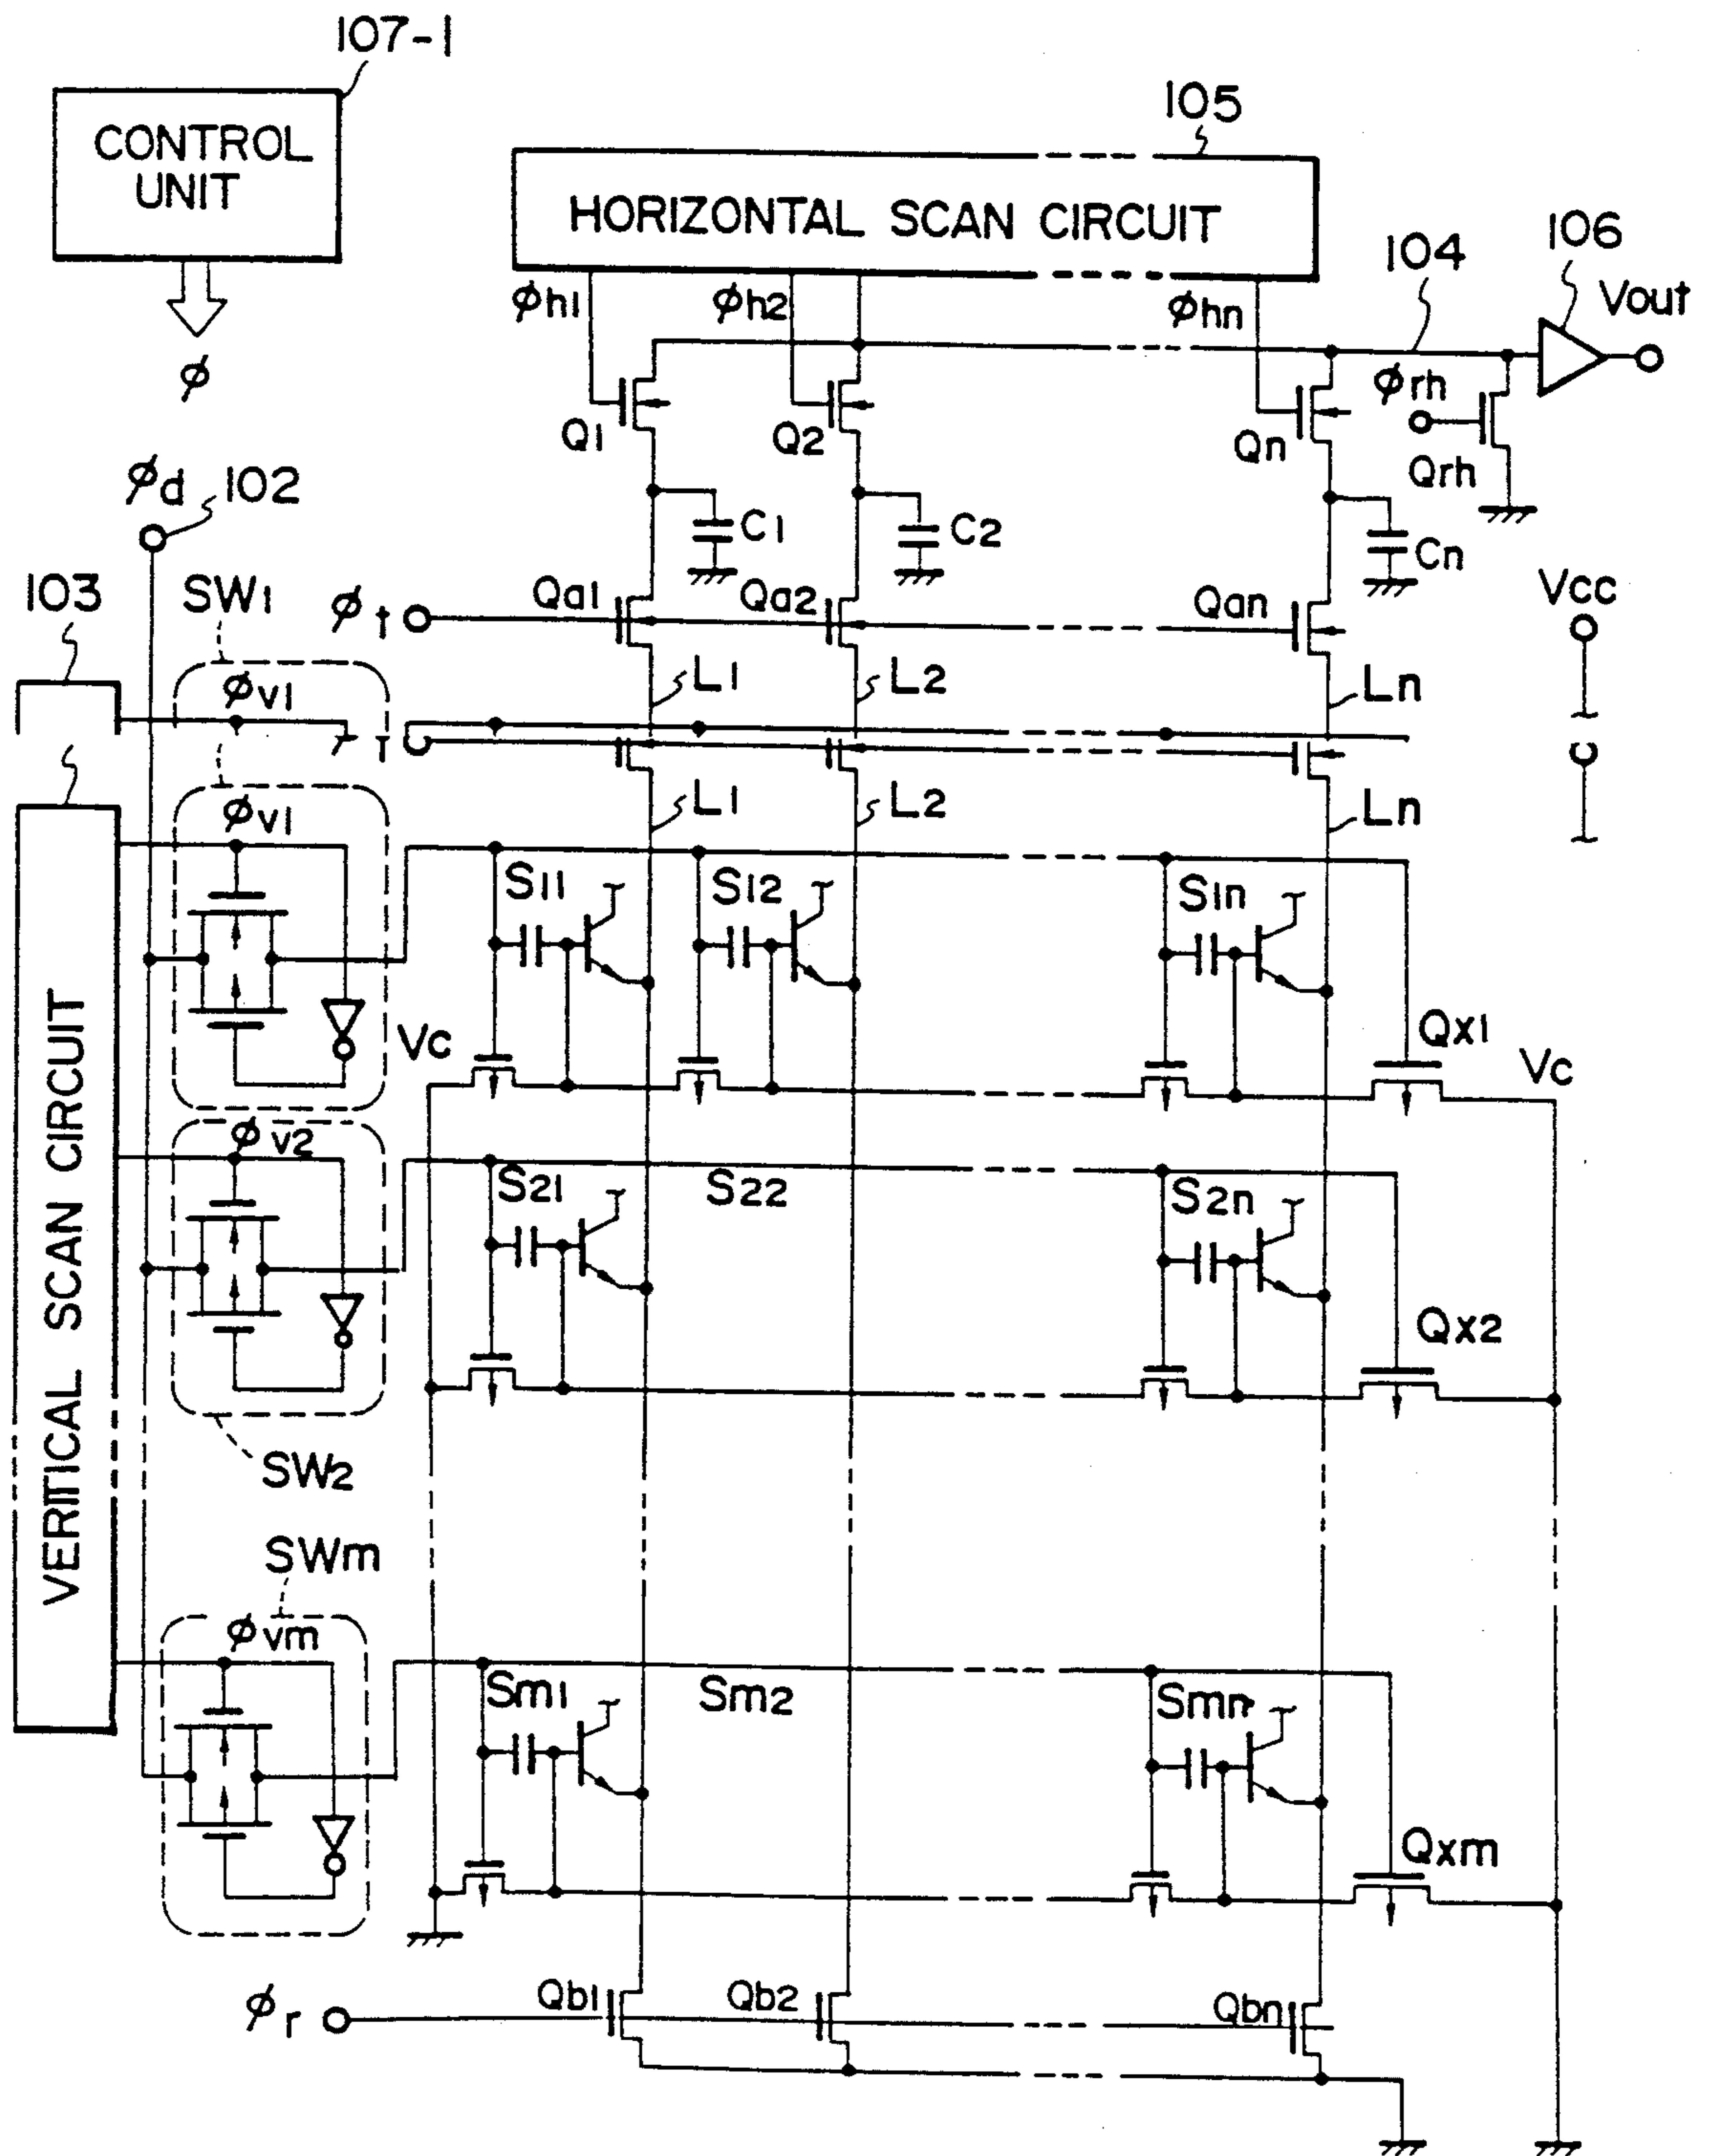 107-1
CONTROL
UNIT
φ
105
HORIZONTAL SCAN CIRCUIT
φh1
φh2
φhn
104
106
Vout
φrh
Q1
Q2
Qn
Qrh
φd
102
C1
C2
Cn
103
SW1
φt
Qa1
Qa2
Qan
Vcc
φv1
L1
L2
Ln
φv1
L1
L2
Ln
S11
S12
S1n
VERTICAL SCAN CIRCUIT
Vc
Qx1
Vc
φv2
S21
S22
S2n
Qx2
SW2
SWm
φvm
Sm1
Sm2
Smn
Qxm
φr
Qb1
Qb2
Qbn